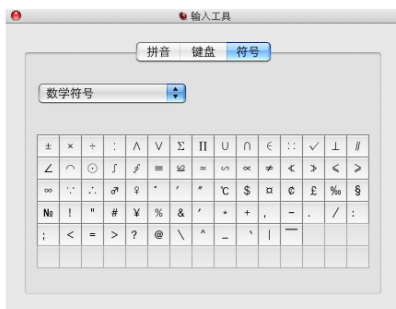 输入工具
拼音 键盘 符号
数学符号
± × ÷ ∶ ∧ ∨ ∑ ∏ ∪ ∩ ∈ ∷ √ ⊥ ∥
∠ ⌒ ⊙ ∫ ∮ ≡ ≌ ≈ ∽ ∝ ≠ ≮ ≯ ≤ ≥
∞ ∵ ∴ ♂ ♀ ° ′ ″ ℃ $ ¤ ¢ £ ‰ §
№ ! " # ¥ % & ′ * + , - . / :
; < = > ? @ \ ^ _ ` | ‾